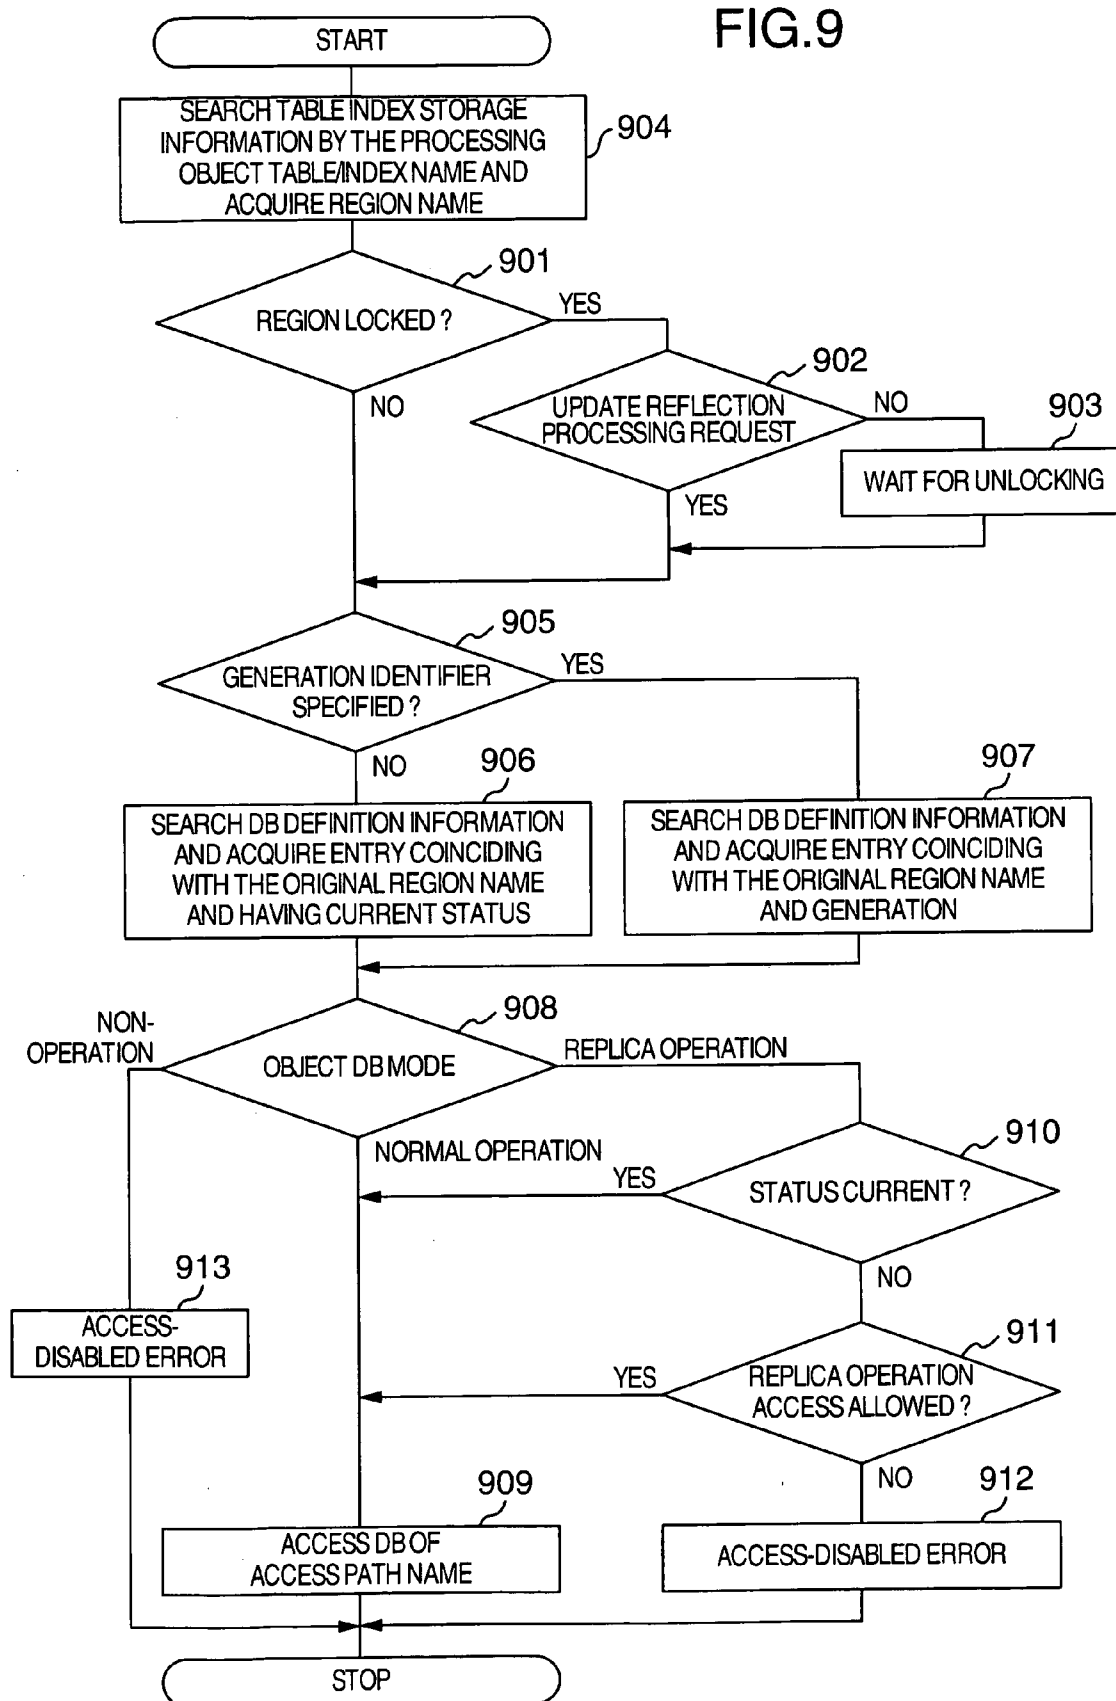 FIG.9
START
SEARCH TABLE INDEX STORAGE
INFORMATION BY THE PROCESSING
OBJECT TABLE/INDEX NAME AND
ACQUIRE REGION NAME
904
901
REGION LOCKED ?
YES
NO
902
UPDATE REFLECTION
PROCESSING REQUEST
NO
YES
903
WAIT FOR UNLOCKING
905
GENERATION IDENTIFIER
SPECIFIED ?
YES
NO
906
SEARCH DB DEFINITION INFORMATION
AND ACQUIRE ENTRY COINCIDING
WITH THE ORIGINAL REGION NAME
AND HAVING CURRENT STATUS
907
SEARCH DB DEFINITION INFORMATION
AND ACQUIRE ENTRY COINCIDING
WITH THE ORIGINAL REGION NAME
AND GENERATION
908
NON-
OPERATION
OBJECT DB MODE
REPLICA OPERATION
NORMAL OPERATION
910
YES
STATUS CURRENT ?
NO
913
ACCESS-
DISABLED ERROR
911
YES
REPLICA OPERATION
ACCESS ALLOWED ?
NO
909
ACCESS DB OF
ACCESS PATH NAME
912
ACCESS-DISABLED ERROR
STOP